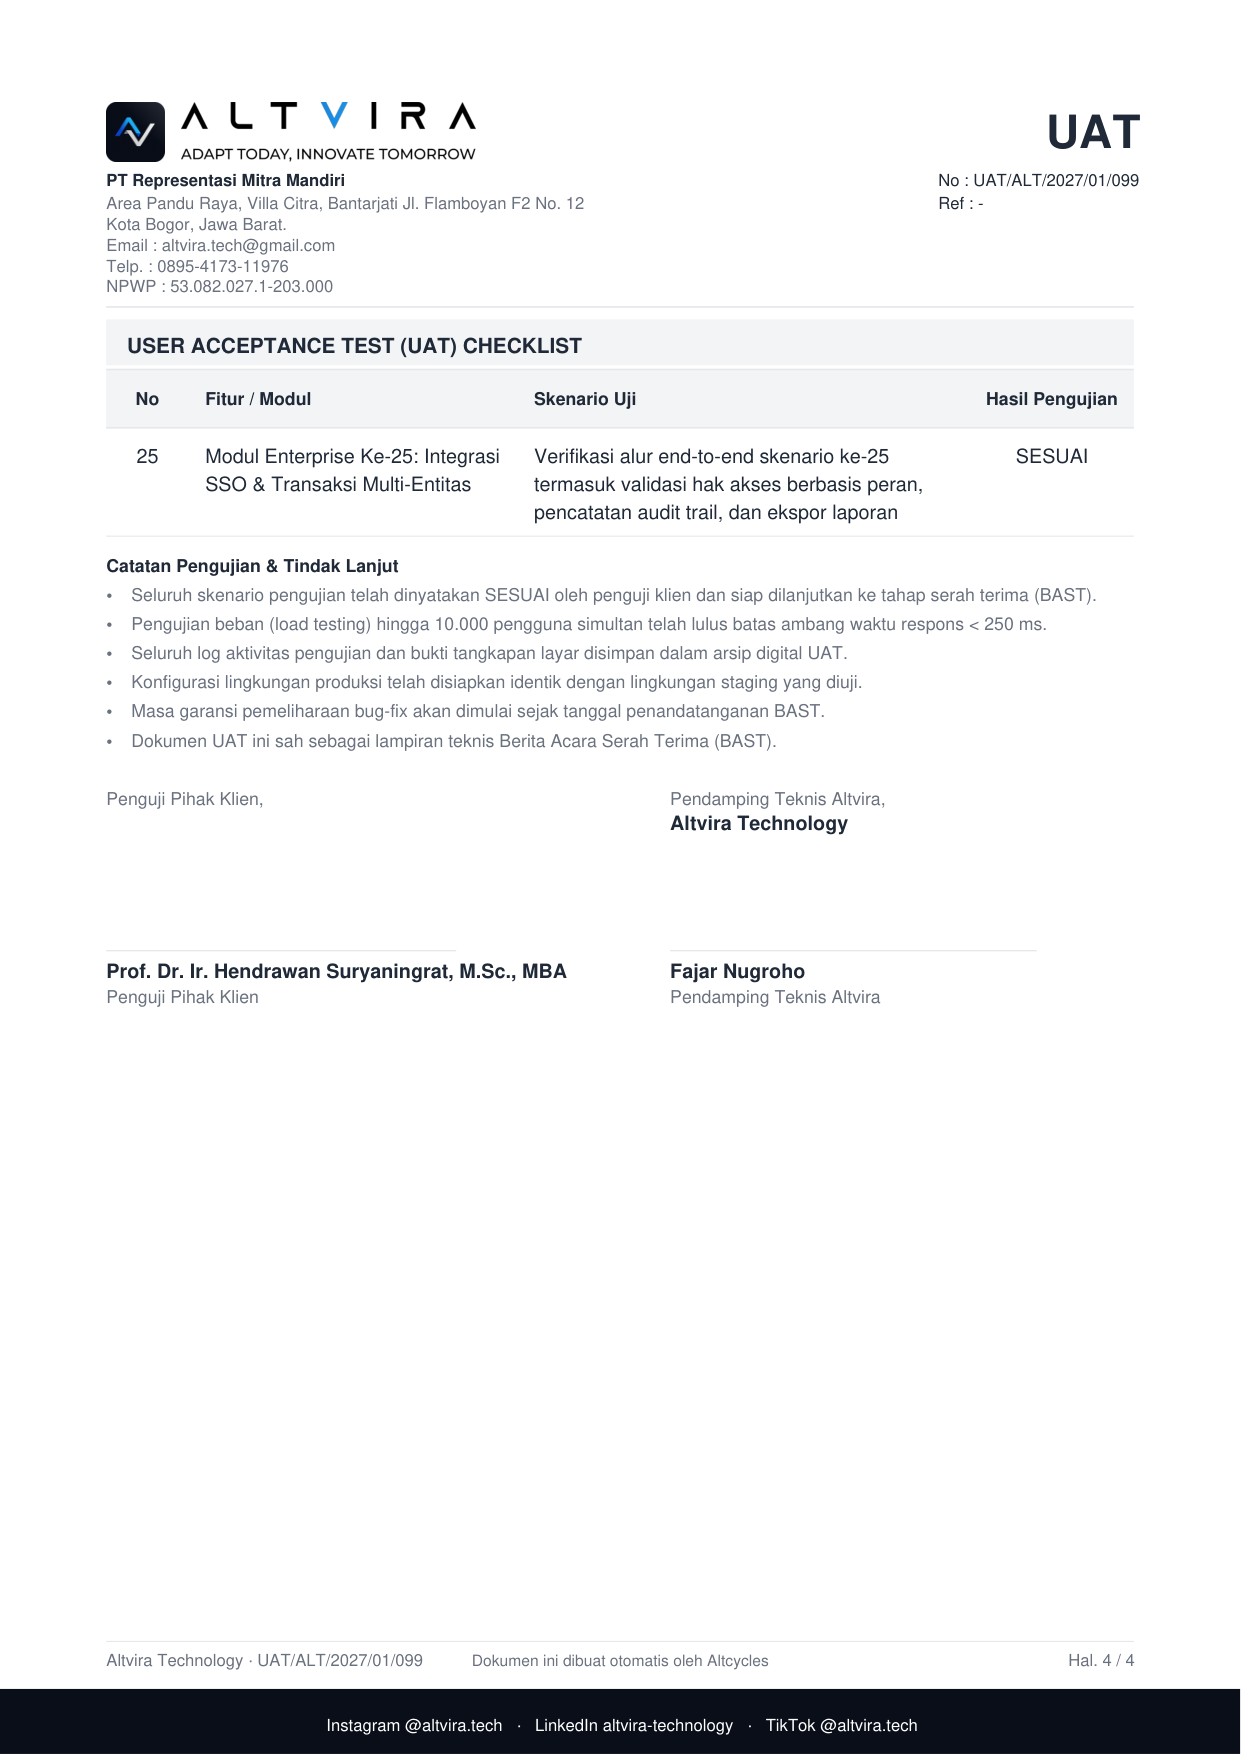 ALTVIRA
ADAPT TODAY, INNOVATE TOMORROW
UAT
PT Representasi Mitra Mandiri
No : UAT/ALT/2027/01/099
Area Pandu Raya, Villa Citra, Bantarjati Jl. Flamboyan F2 No. 12
Ref : -
Kota Bogor, Jawa Barat.
Email : altvira.tech@gmail.com
Telp. : 0895-4173-11976
NPWP : 53.082.027.1-203.000
USER ACCEPTANCE TEST (UAT) CHECKLIST
No Fitur / Modul Skenario Uji Hasil Pengujian
25 Modul Enterprise Ke-25: Integrasi Verifikasi alur end-to-end skenario ke-25 SESUAI
SSO & Transaksi Multi-Entitas termasuk validasi hak akses berbasis peran,
pencatatan audit trail, dan ekspor laporan
Catatan Pengujian & Tindak Lanjut
• Seluruh skenario pengujian telah dinyatakan SESUAI oleh penguji klien dan siap dilanjutkan ke tahap serah terima (BAST).
• Pengujian beban (load testing) hingga 10.000 pengguna simultan telah lulus batas ambang waktu respons < 250 ms.
• Seluruh log aktivitas pengujian dan bukti tangkapan layar disimpan dalam arsip digital UAT.
• Konfigurasi lingkungan produksi telah disiapkan identik dengan lingkungan staging yang diuji.
• Masa garansi pemeliharaan bug-fix akan dimulai sejak tanggal penandatanganan BAST.
• Dokumen UAT ini sah sebagai lampiran teknis Berita Acara Serah Terima (BAST).
Penguji Pihak Klien, Pendamping Teknis Altvira,
Altvira Technology
Prof. Dr. Ir. Hendrawan Suryaningrat, M.Sc., MBA Fajar Nugroho
Penguji Pihak Klien Pendamping Teknis Altvira
Altvira Technology · UAT/ALT/2027/01/099 Dokumen ini dibuat otomatis oleh Altcycles Hal. 4 / 4
Instagram @altvira.tech · LinkedIn altvira-technology · TikTok @altvira.tech